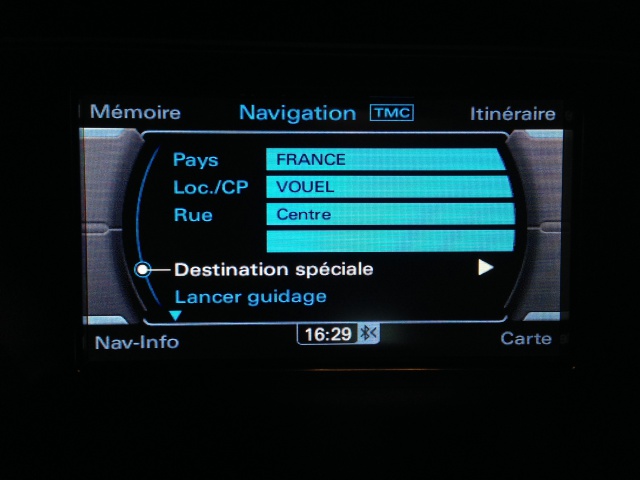 Mémoire Navigation TMC Itinéraire
Pays FRANCE
Loc./CP VOUEL
Rue Centre
Destination spéciale
Lancer guidage
Nav-Info 16:29 Carte